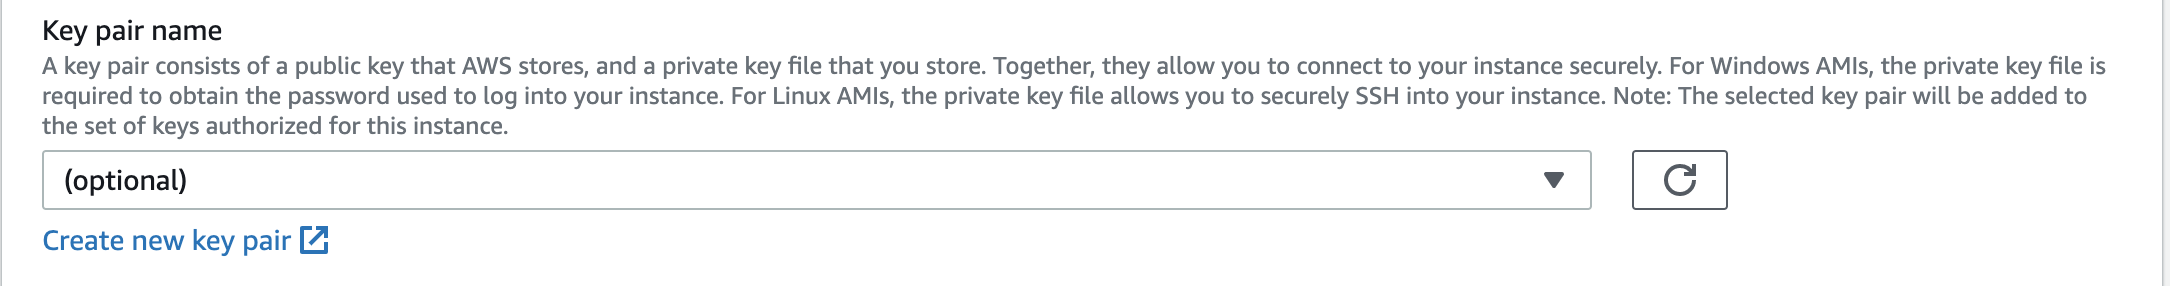 Key pair name
A key pair consists of a public key that AWS stores, and a private key file that you store. Together, they allow you to connect to your instance securely. For Windows AMIs, the private key file is
required to obtain the password used to log into your instance. For Linux AMIs, the private key file allows you to securely SSH into your instance. Note: The selected key pair will be added to
the set of keys authorized for this instance.
(optional)
Create new key pair